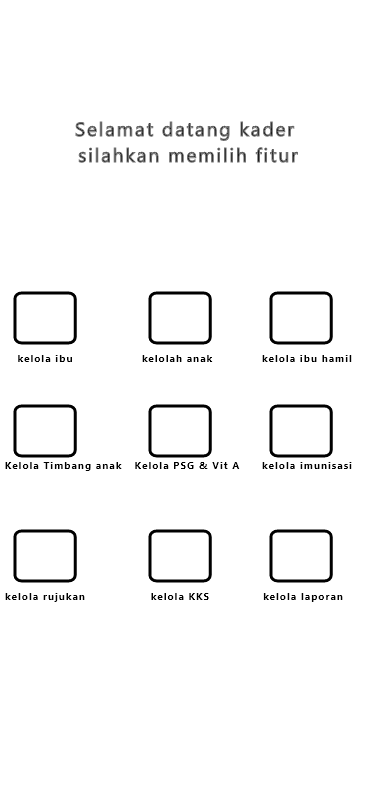 Selamat datang kader
silahkan memilih fitur
kelola ibu
kelolah anak
kelola ibu hamil
Kelola Timbang anak
Kelola PSG & Vit A
kelola imunisasi
kelola rujukan
kelola KKS
kelola laporan